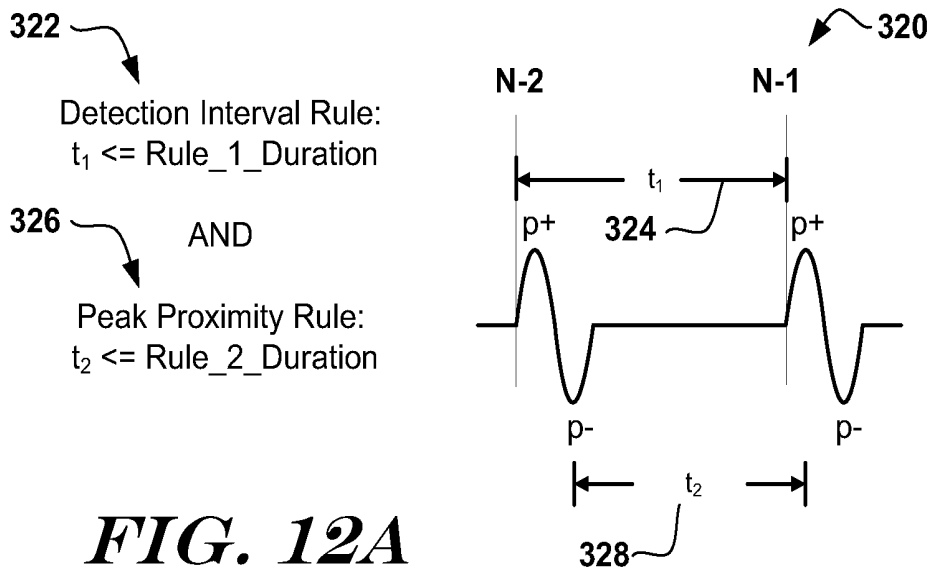 322
320
N-2 N-1
Detection Interval Rule:
t₁ <= Rule_1_Duration
t₁
326
324
AND
p+ p+
Peak Proximity Rule:
t₂ <= Rule_2_Duration
p- p-
t₂
328
FIG. 12A